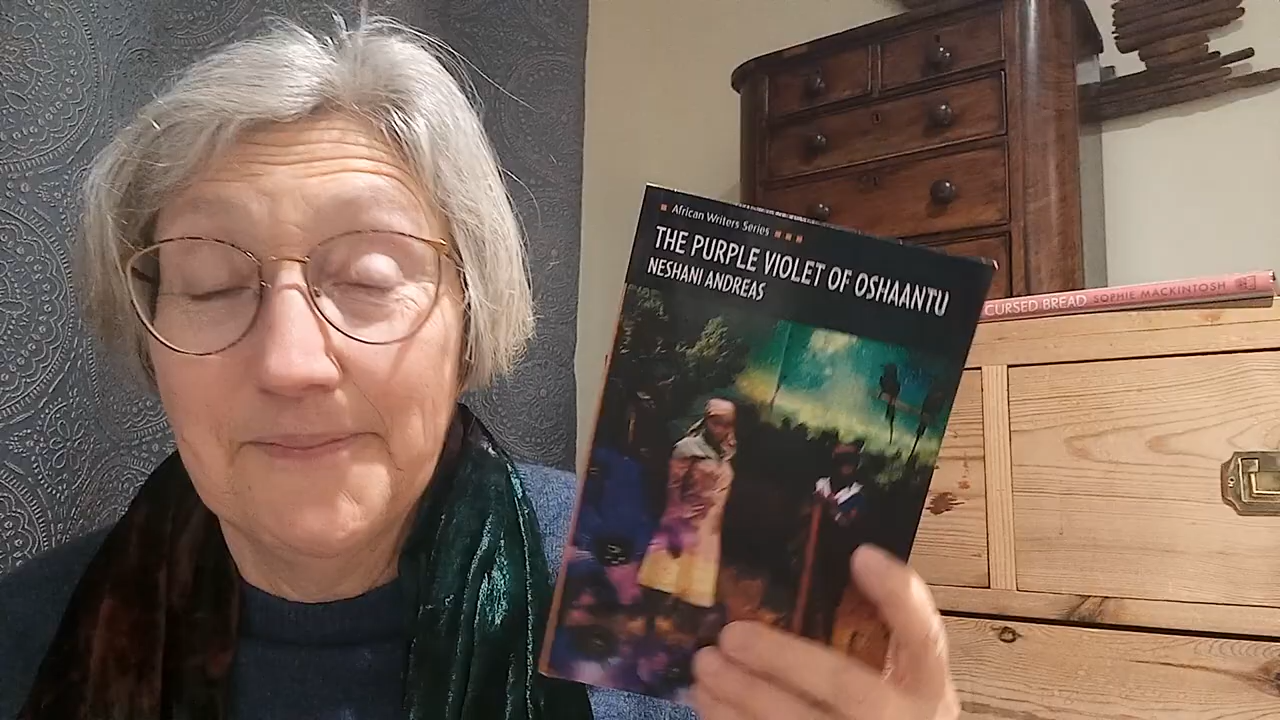 African Writers Series
THE PURPLE VIOLET OF OSHAANTU
NESHANI ANDREAS
CURSED BREAD SOPHIE MACKINTOSH